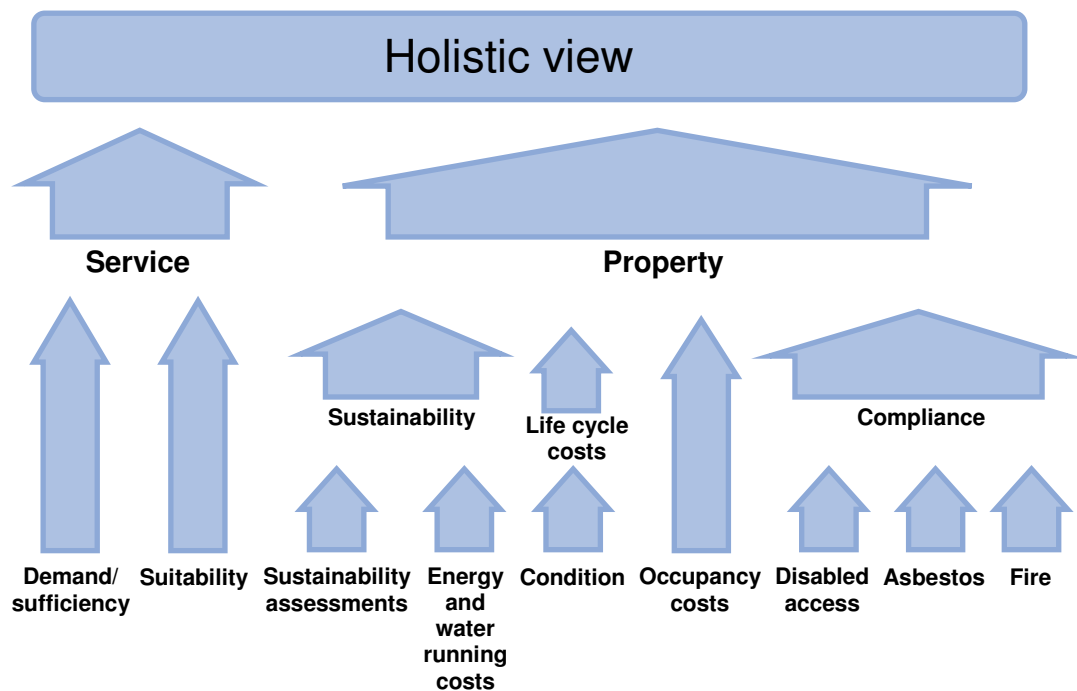 Holistic view
Service
Property
Sustainability
Life cycle
costs
Compliance
Demand/
sufficiency
Suitability
Sustainability
assessments
Energy
and
water
running
costs
Condition
Occupancy
costs
Disabled
access
Asbestos
Fire